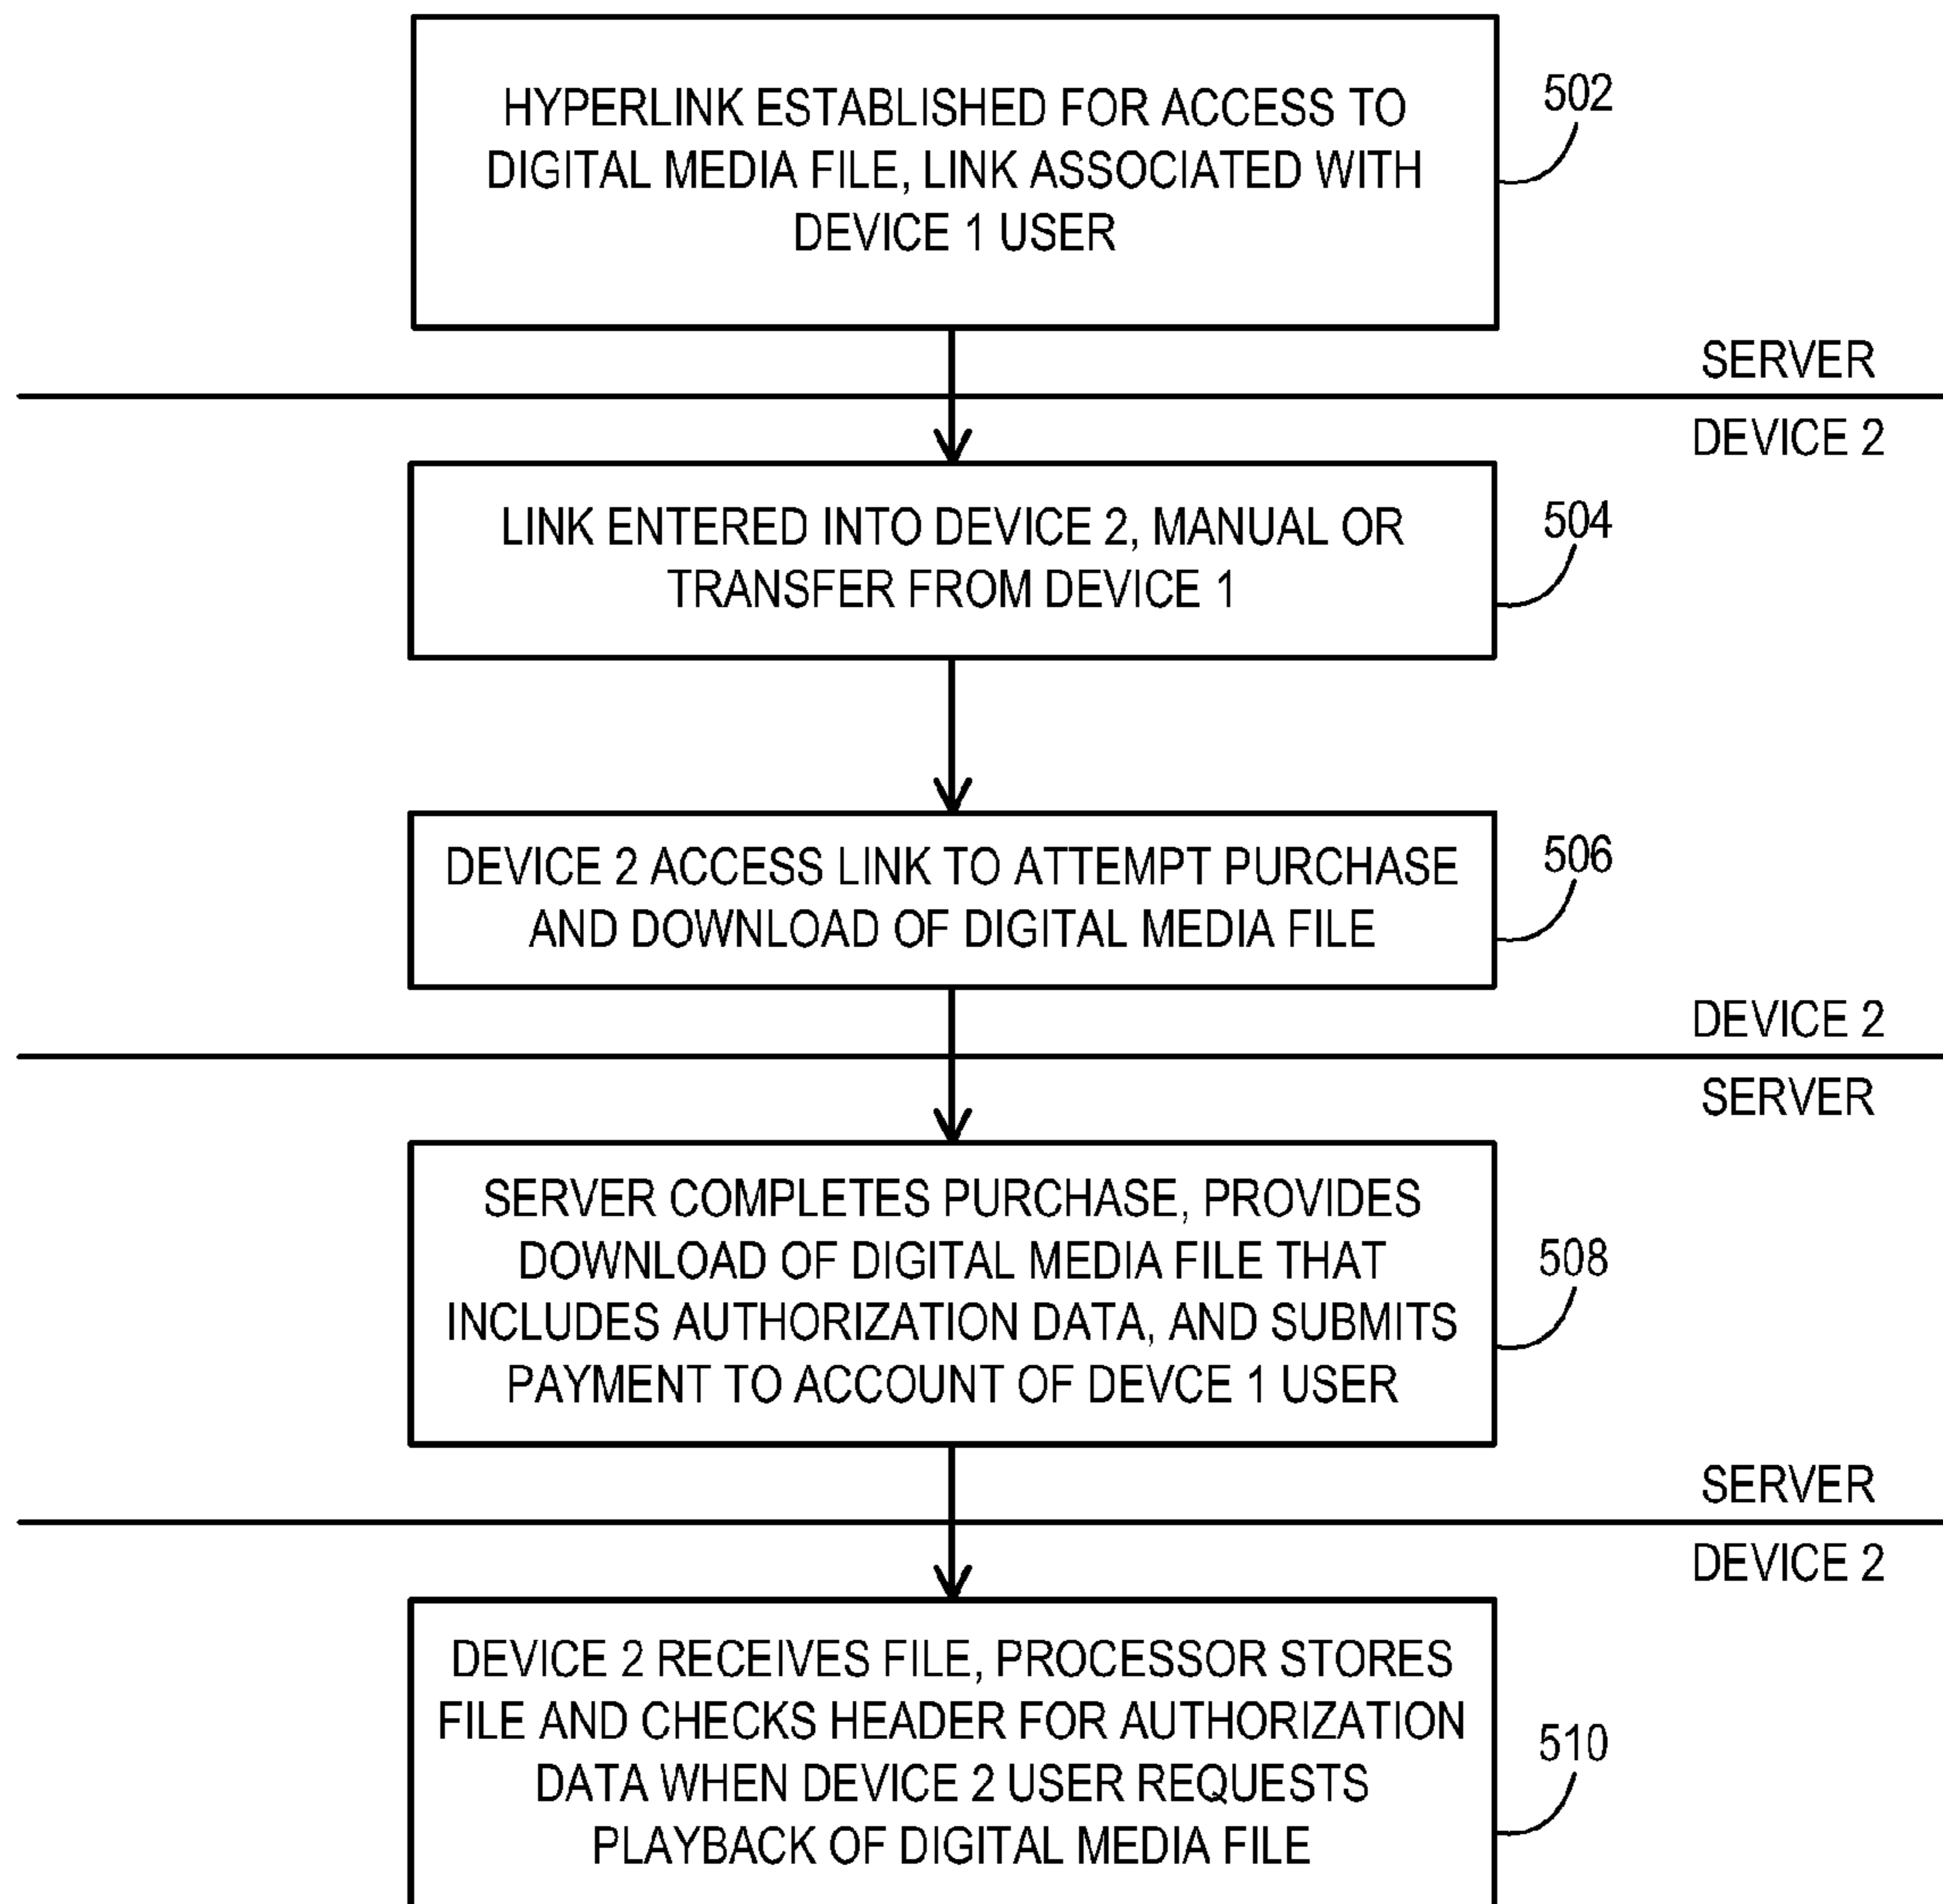 HYPERLINK ESTABLISHED FOR ACCESS TO
DIGITAL MEDIA FILE, LINK ASSOCIATED WITH
DEVICE 1 USER
502
SERVER
DEVICE 2
LINK ENTERED INTO DEVICE 2, MANUAL OR
TRANSFER FROM DEVICE 1
504
DEVICE 2 ACCESS LINK TO ATTEMPT PURCHASE
AND DOWNLOAD OF DIGITAL MEDIA FILE
506
DEVICE 2
SERVER
SERVER COMPLETES PURCHASE, PROVIDES
DOWNLOAD OF DIGITAL MEDIA FILE THAT
INCLUDES AUTHORIZATION DATA, AND SUBMITS
PAYMENT TO ACCOUNT OF DEVCE 1 USER
508
SERVER
DEVICE 2
DEVICE 2 RECEIVES FILE, PROCESSOR STORES
FILE AND CHECKS HEADER FOR AUTHORIZATION
DATA WHEN DEVICE 2 USER REQUESTS
PLAYBACK OF DIGITAL MEDIA FILE
510